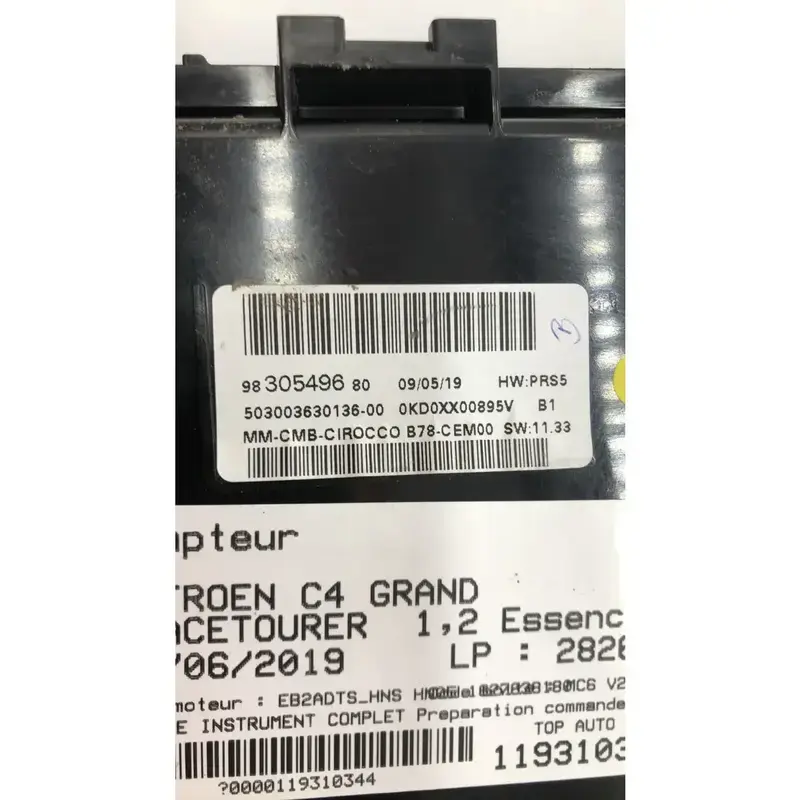 B
98 305496 80 09/05/19 HW:PRS5
503003630136-00 0KD0XX00895V B1
MM-CMB-CIROCCO B78-CEM00 SW:11.33
mpteur
TROEN C4 GRAND
ACETOURER 1,2 Essenc
/06/2019 LP : 2828
moteur : EB2ADTS_HNS
E INSTRUMENT COMPLET Preparation commande
TOP AUTO
1193103
?0000119310344